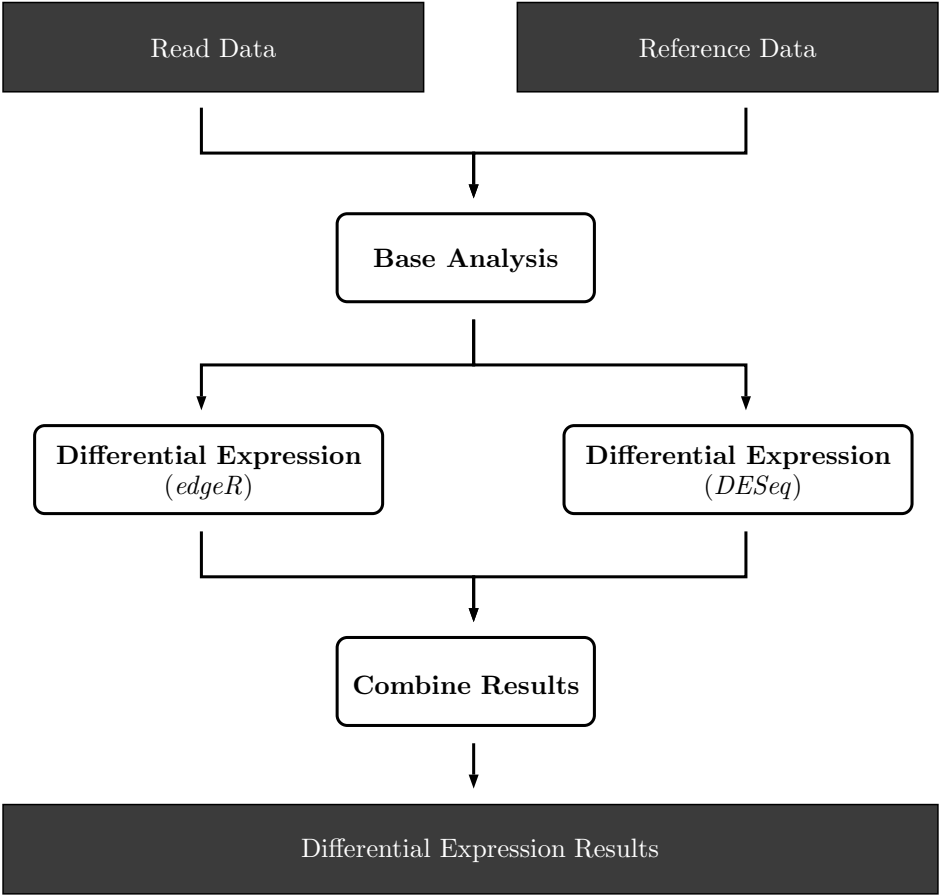 Read Data
Reference Data
Base Analysis
Differential Expression
(edgeR)
Differential Expression
(DESeq)
Combine Results
Differential Expression Results